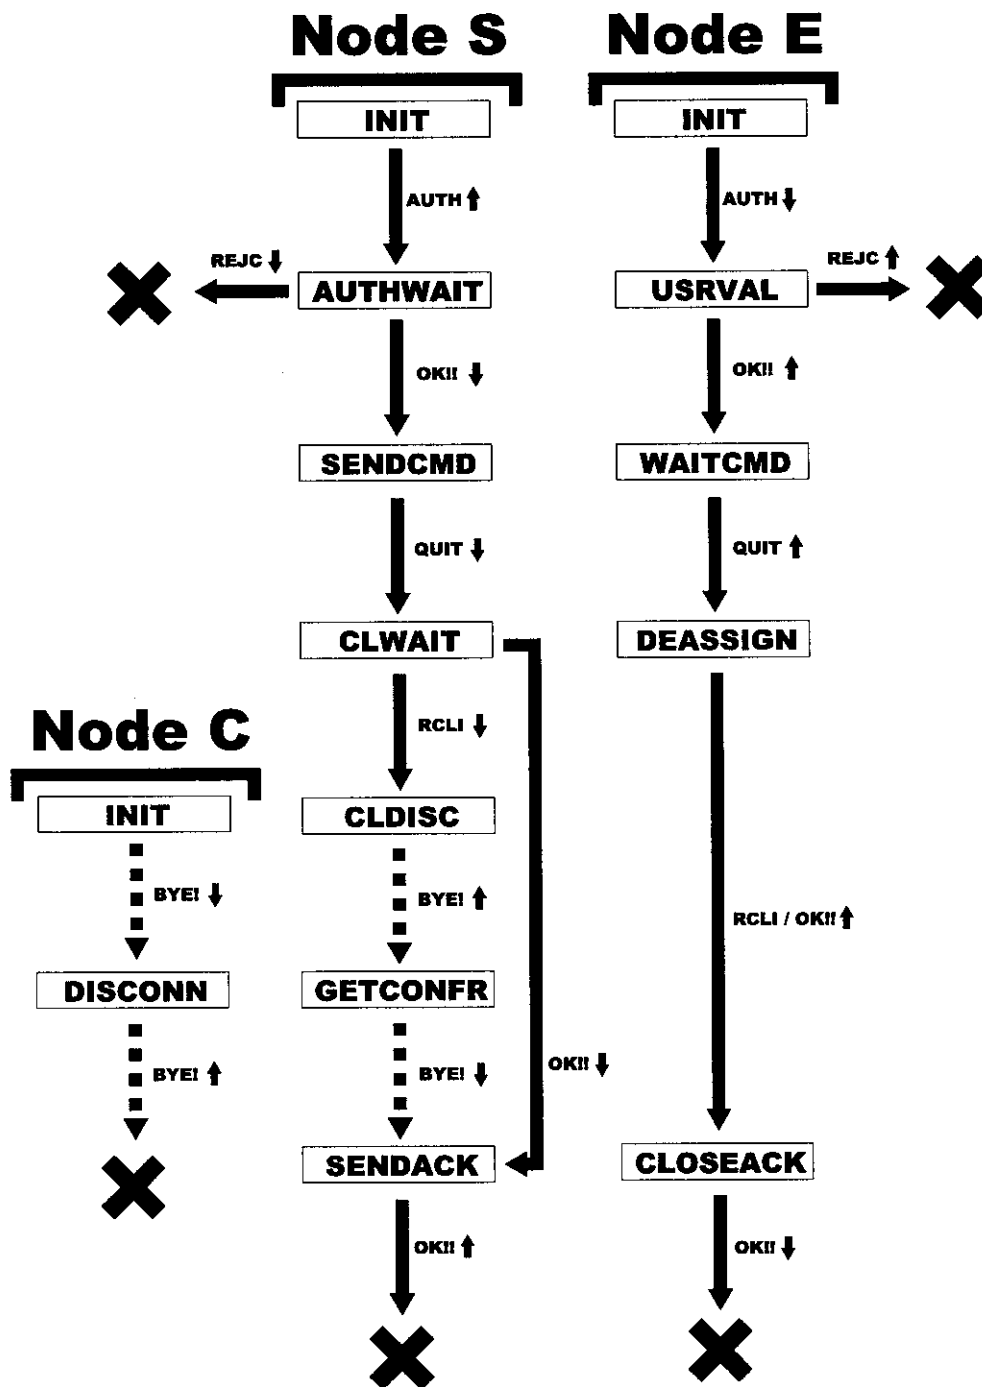 Node S
Node E
INIT
INIT
AUTH
AUTH
REJC
REJC
AUTHWAIT
USRVAL
OK!!
OK!!
SENDCMD
WAITCMD
QUIT
QUIT
CLWAIT
DEASSIGN
Node C
RCLI
INIT
CLDISC
BYE!
BYE!
RCLI / OK!!
DISCONN
GETCONFR
BYE!
BYE!
OK!!
SENDACK
CLOSEACK
OK!!
OK!!